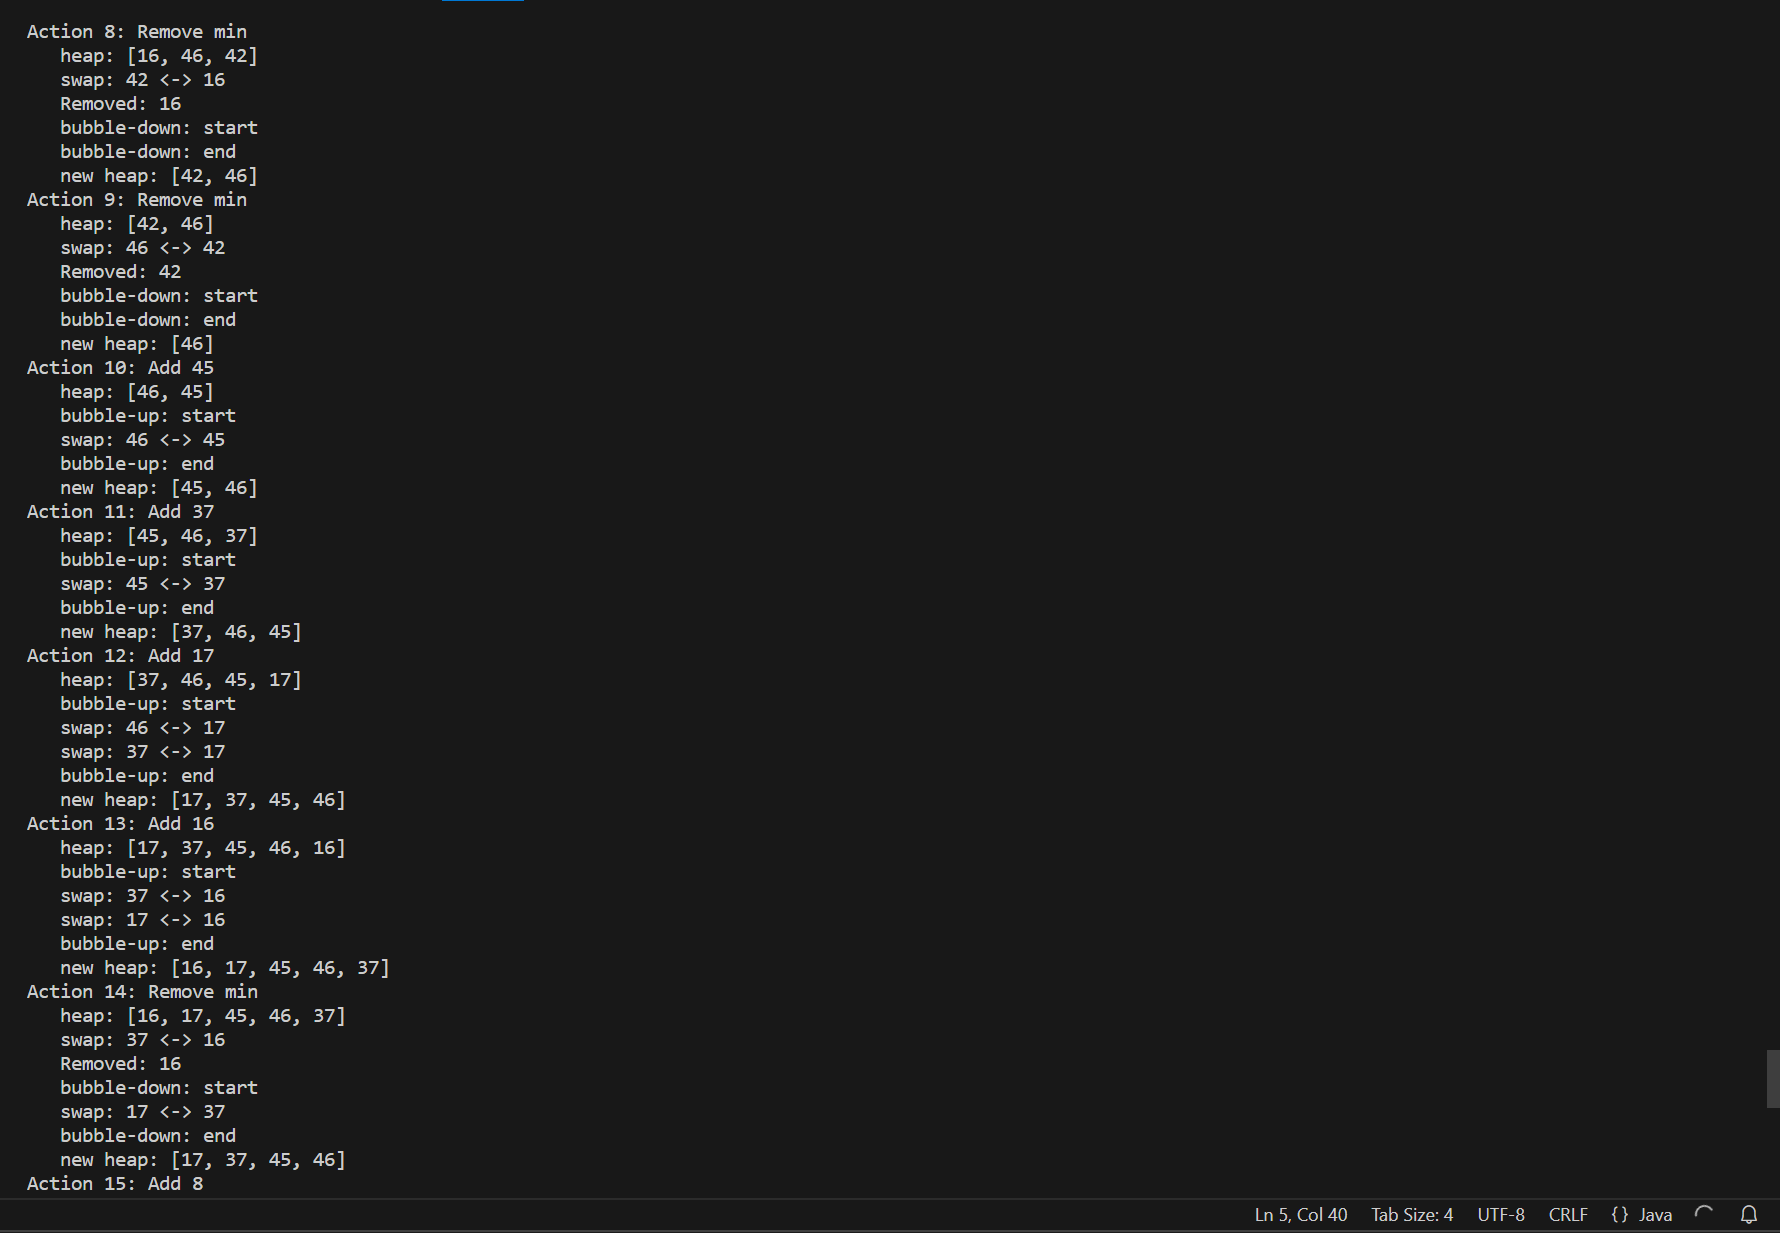 Action 8: Remove min
heap: [16, 46, 42]
swap: 42 <-> 16
Removed: 16
bubble-down: start
bubble-down: end
new heap: [42, 46]
Action 9: Remove min
heap: [42, 46]
swap: 46 <-> 42
Removed: 42
bubble-down: start
bubble-down: end
new heap: [46]
Action 10: Add 45
heap: [46, 45]
bubble-up: start
swap: 46 <-> 45
bubble-up: end
new heap: [45, 46]
Action 11: Add 37
heap: [45, 46, 37]
bubble-up: start
swap: 45 <-> 37
bubble-up: end
new heap: [37, 46, 45]
Action 12: Add 17
heap: [37, 46, 45, 17]
bubble-up: start
swap: 46 <-> 17
swap: 37 <-> 17
bubble-up: end
new heap: [17, 37, 45, 46]
Action 13: Add 16
heap: [17, 37, 45, 46, 16]
bubble-up: start
swap: 37 <-> 16
swap: 17 <-> 16
bubble-up: end
new heap: [16, 17, 45, 46, 37]
Action 14: Remove min
heap: [16, 17, 45, 46, 37]
swap: 37 <-> 16
Removed: 16
bubble-down: start
swap: 17 <-> 37
bubble-down: end
new heap: [17, 37, 45, 46]
Action 15: Add 8
Ln 5, Col 40 Tab Size: 4 UTF-8 CRLF {} Java